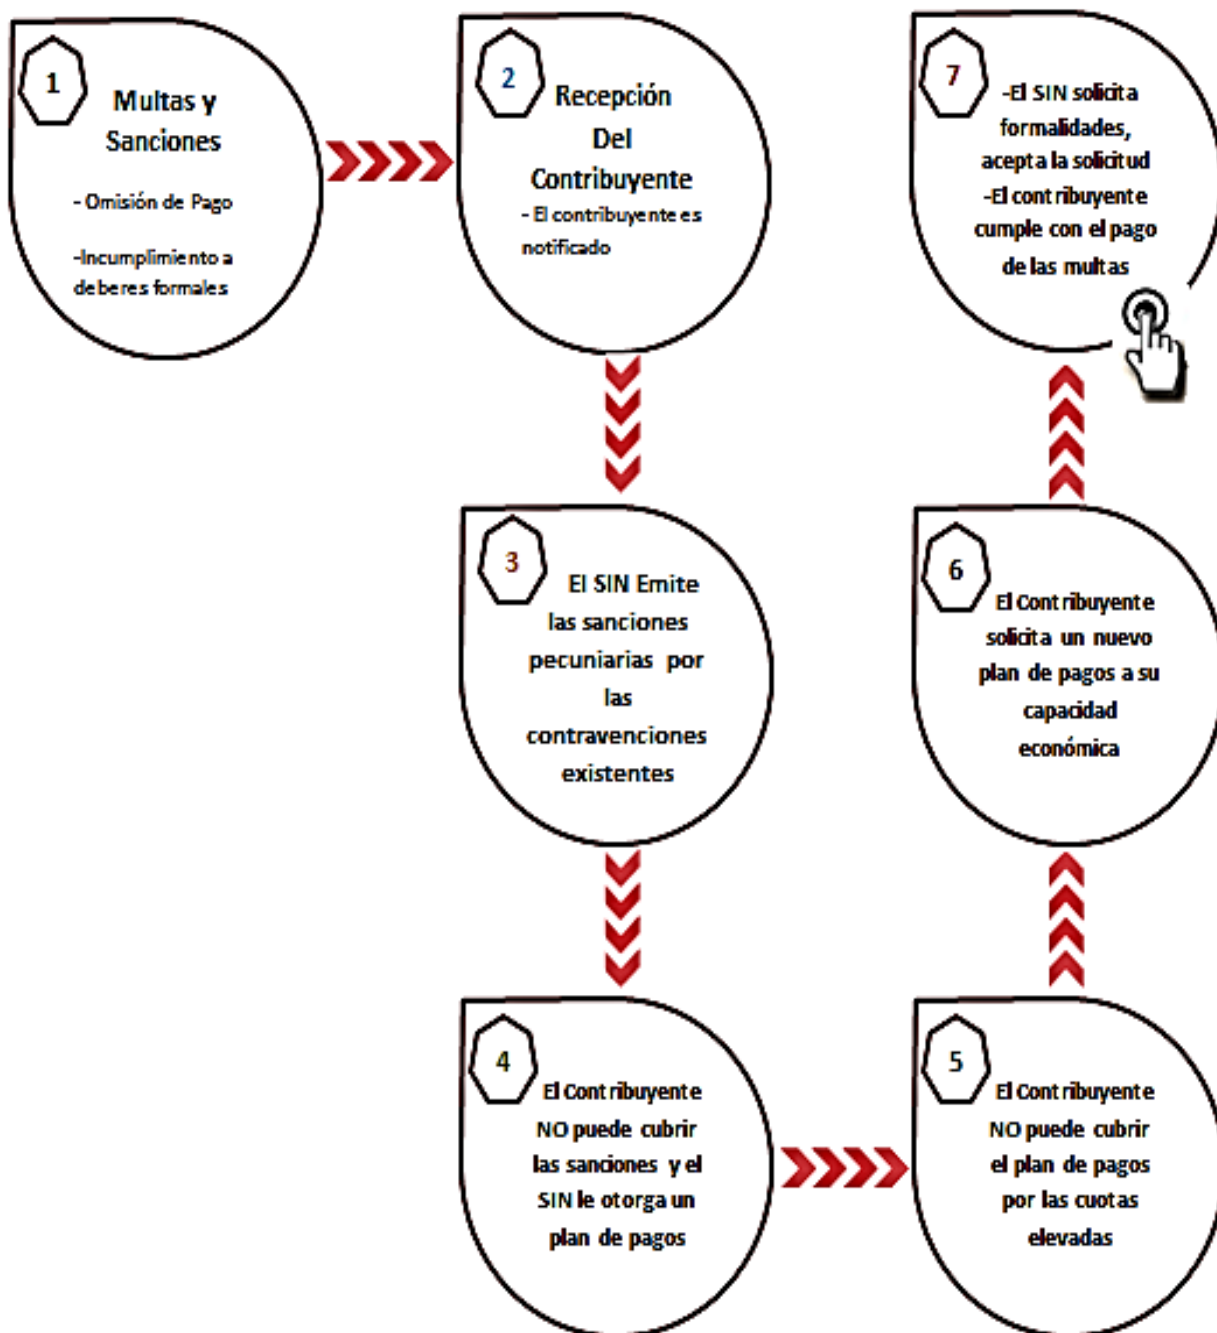 1
Multas y
Sanciones
- Omisión de Pago
-Incumplimiento a
deberes formales
2
Recepción
Del
Contribuyente
- El contribuyente es
notificado
3
El SIN Emite
las sanciones
pecuniarias por
las
contravenciones
existentes
4
El Contribuyente
NO puede cubrir
las sanciones y el
SIN le otorga un
plan de pagos
5
El Contribuyente
NO puede cubrir
el plan de pagos
por las cuotas
elevadas
6
El Contribuyente
solicita un nuevo
plan de pagos a su
capacidad
económica
7
-El SIN solicita
formalidades,
acepta la solicitud
-El contribuyente
cumple con el pago
de las multas